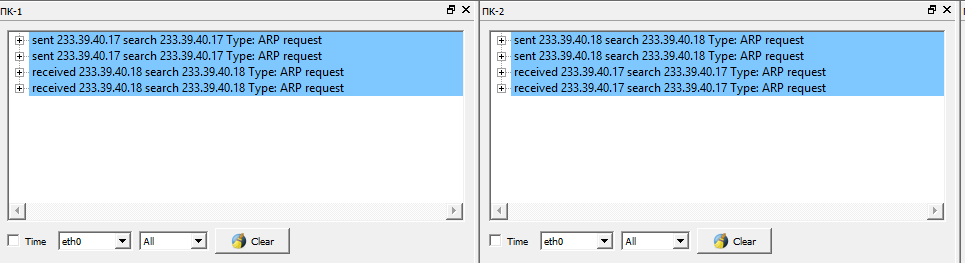 ПК-1
sent 233.39.40.17 search 233.39.40.17 Type: ARP request
sent 233.39.40.17 search 233.39.40.17 Type: ARP request
received 233.39.40.18 search 233.39.40.18 Type: ARP request
received 233.39.40.18 search 233.39.40.18 Type: ARP request
Time
eth0
All
Clear
ПК-2
sent 233.39.40.18 search 233.39.40.18 Type: ARP request
sent 233.39.40.18 search 233.39.40.18 Type: ARP request
received 233.39.40.17 search 233.39.40.17 Type: ARP request
received 233.39.40.17 search 233.39.40.17 Type: ARP request
Time
eth0
All
Clear